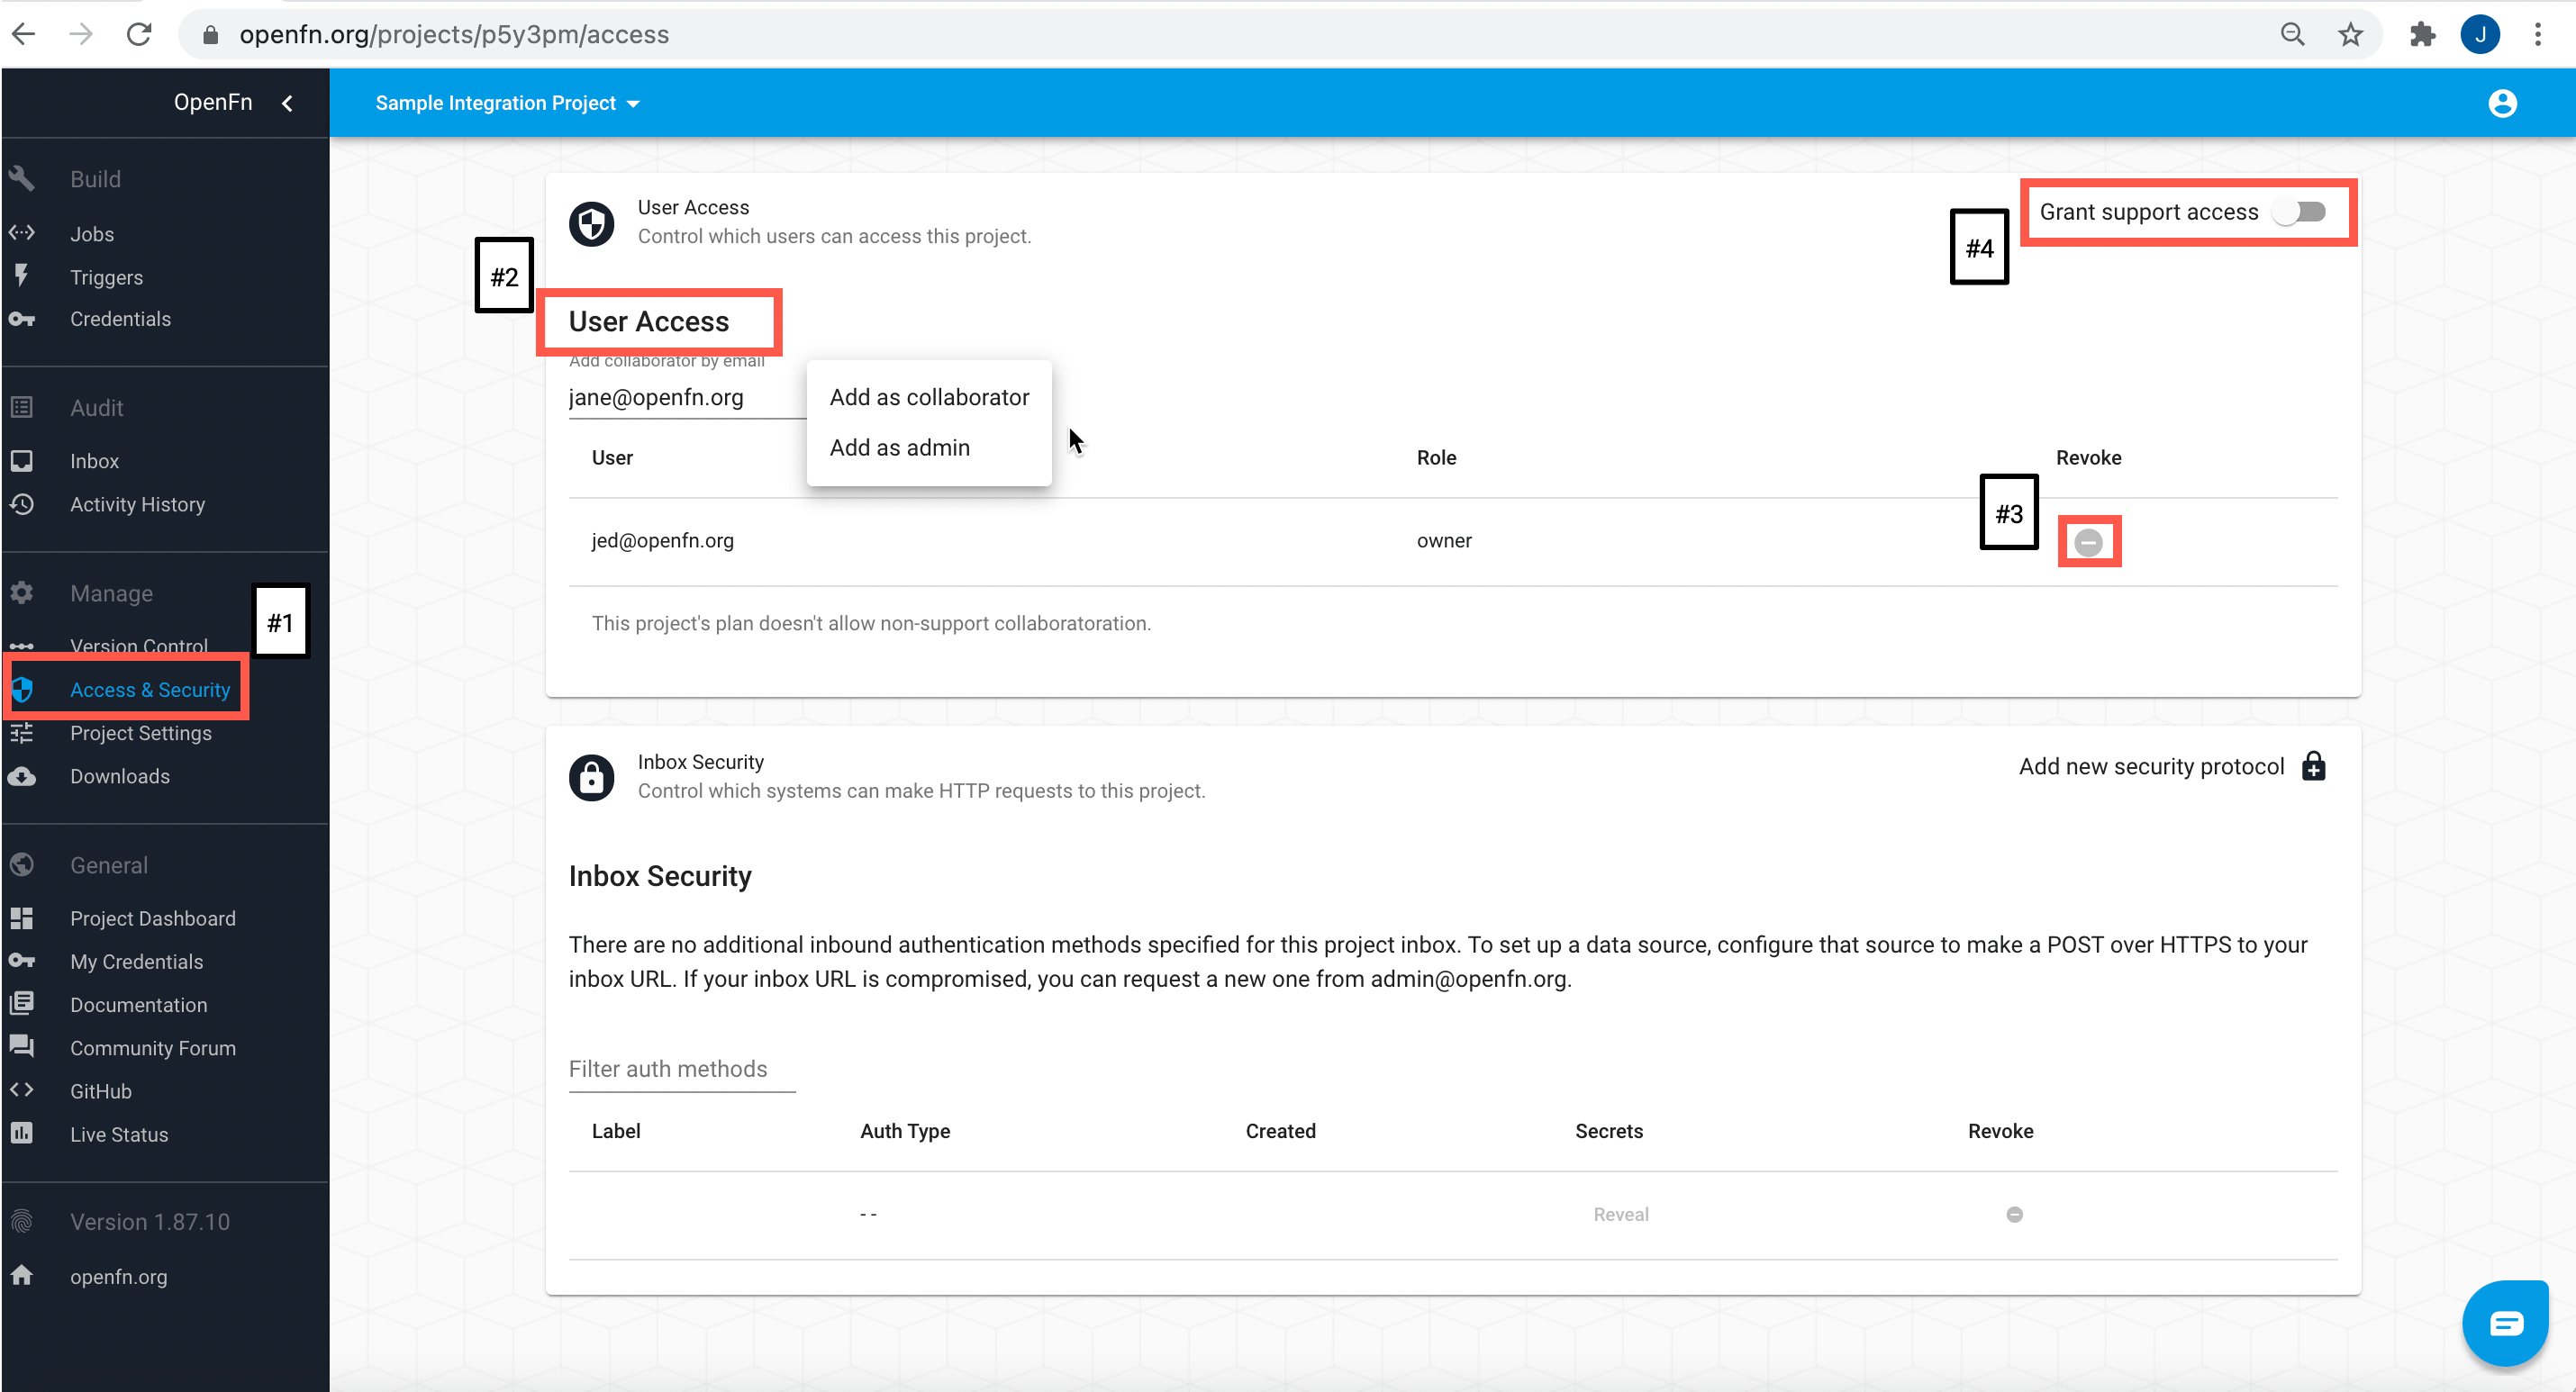 openfn.org/projects/p5y3pm/access
J
OpenFn
Sample Integration Project
Build
Jobs
Triggers
Credentials
Audit
Inbox
Activity History
Manage
#1
Version Control
Access & Security
Project Settings
Downloads
General
Project Dashboard
My Credentials
Documentation
Community Forum
GitHub
Live Status
Version 1.87.10
openfn.org
User Access
Control which users can access this project.
#4
Grant support access
#2
User Access
Add collaborator by email
jane@openfn.org
Add as collaborator
Add as admin
User
Role
Revoke
#3
jed@openfn.org
owner
This project's plan doesn't allow non-support collaboratoration.
Inbox Security
Control which systems can make HTTP requests to this project.
Add new security protocol
Inbox Security
There are no additional inbound authentication methods specified for this project inbox. To set up a data source, configure that source to make a POST over HTTPS to your
inbox URL. If your inbox URL is compromised, you can request a new one from admin@openfn.org.
Filter auth methods
Label
Auth Type
Created
Secrets
Revoke
--
Reveal